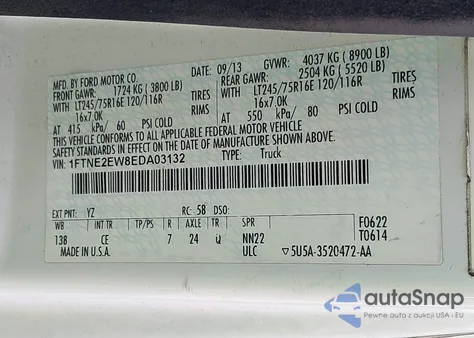 MFD. BY FORD MOTOR CO.
DATE: 09/13 GVWR: 4037 KG (8900 LB)
FRONT GAWR: 1724 KG (3800 LB)
REAR GAWR: 2504 KG (5520 LB)
WITH LT245/75R16E 120/116R TIRES
WITH LT245/75R16E 120/116R TIRES
16x7.0K RIMS
16x7.0K RIMS
AT 415 kPa/ 60 PSI COLD
AT 550 kPa/ 80 PSI COLD
THIS VEHICLE CONFORMS TO ALL APPLICABLE FEDERAL MOTOR VEHICLE
SAFETY STANDARDS IN EFFECT ON THE DATE OF MANUFACTURE SHOWN ABOVE.
VIN: 1FTNE2EW8EDA03132 TYPE: Truck
EXT PNT: YZ RC: 58 DSO:
WB INT TR TP/PS R AXLE TR SPR
138 CE 7 24 Q NN22
F0622
T0614
MADE IN U.S.A. ULC ▽5U5A-3520472-AA
autoSnap
Pewne auto z USA i EU